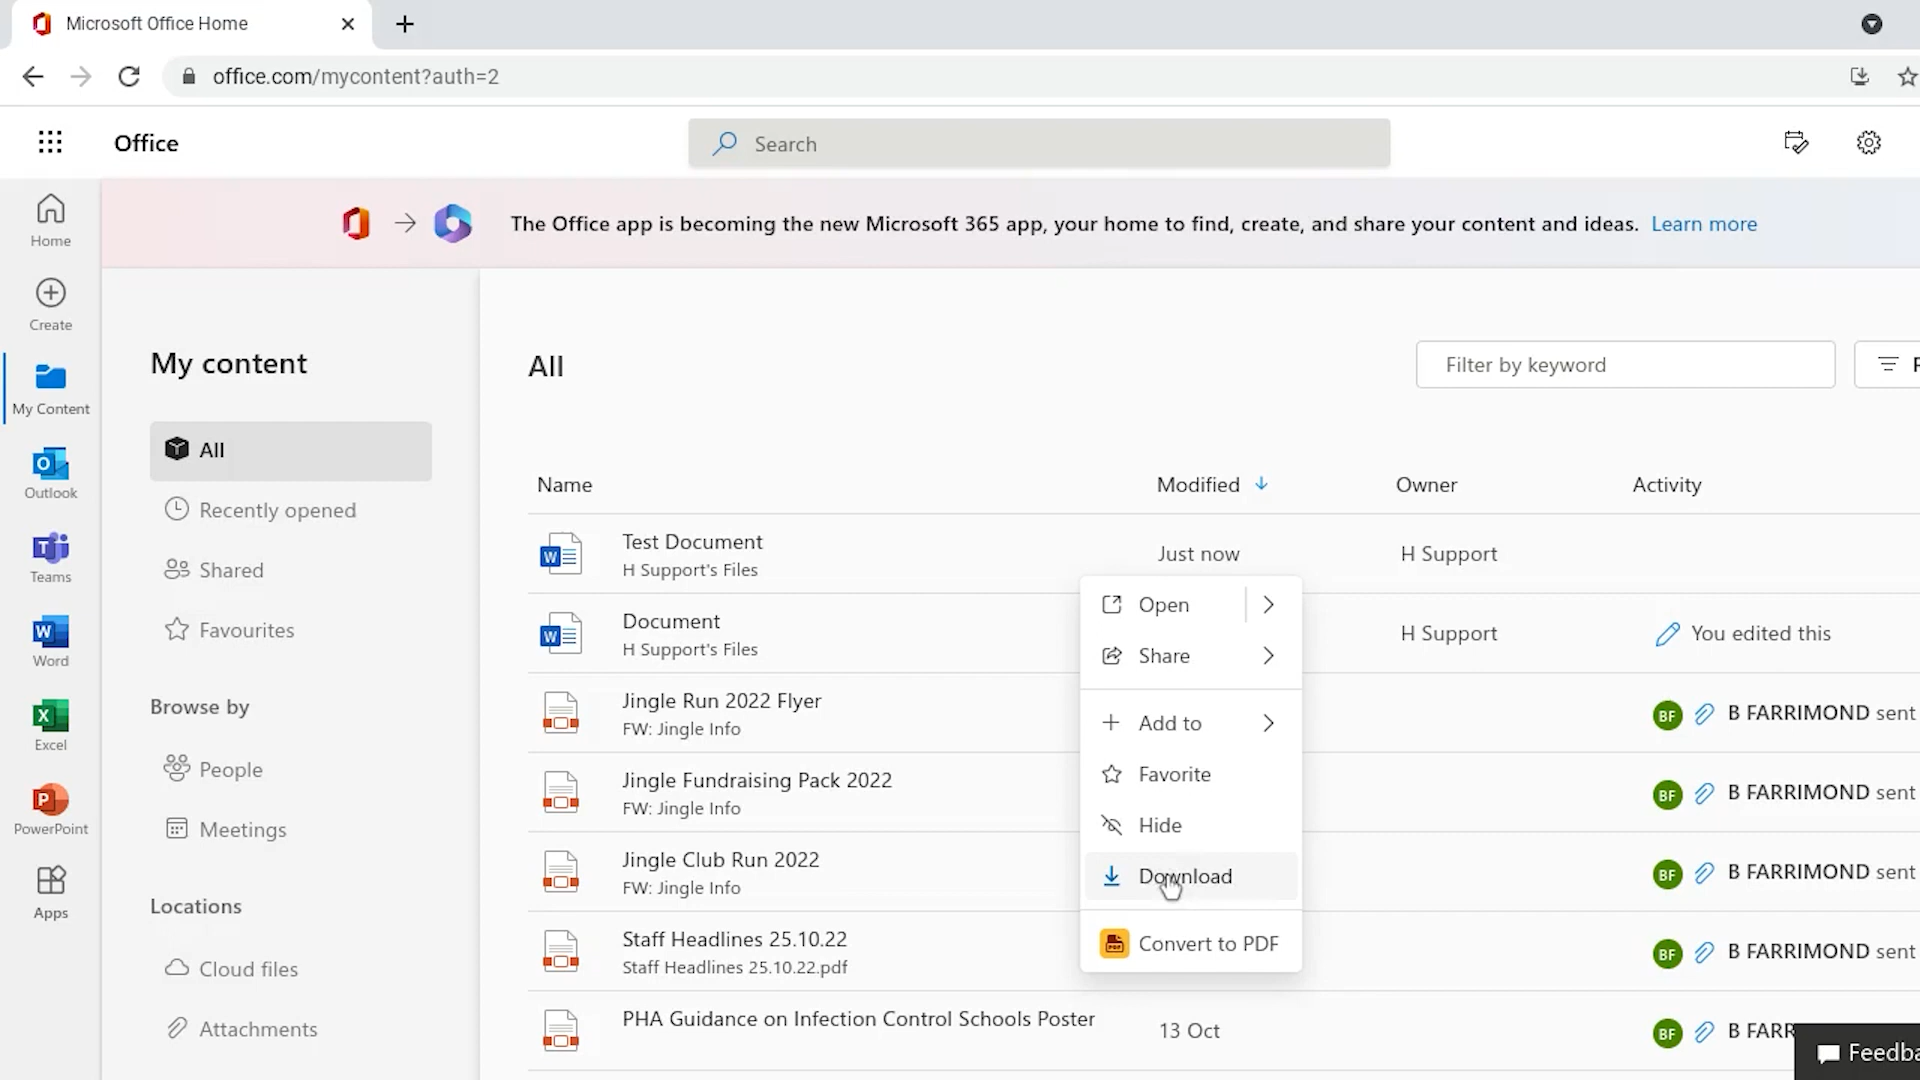 Microsoft Office Home
office.com/mycontent?auth=2
Office
Search
The Office app is becoming the new Microsoft 365 app, your home to find, create, and share your content and ideas. Learn more
Home
Create
My Content
Outlook
Teams
Word
Excel
PowerPoint
Apps
My content
All
Recently opened
Shared
Favourites
Browse by
People
Meetings
Locations
Cloud files
Attachments
All
Filter by keyword
Name Modified Owner Activity
Test Document
H Support's Files
Just now
H Support
Document
H Support's Files
H Support
You edited this
Jingle Run 2022 Flyer
FW: Jingle Info
BF B FARRIMOND sent
Jingle Fundraising Pack 2022
FW: Jingle Info
BF B FARRIMOND sent
Jingle Club Run 2022
FW: Jingle Info
BF B FARRIMOND sent
Staff Headlines 25.10.22
Staff Headlines 25.10.22.pdf
BF B FARRIMOND sent
PHA Guidance on Infection Control Schools Poster
13 Oct
BF B FARR
Open
Share
Add to
Favorite
Hide
Download
Convert to PDF
Feedba